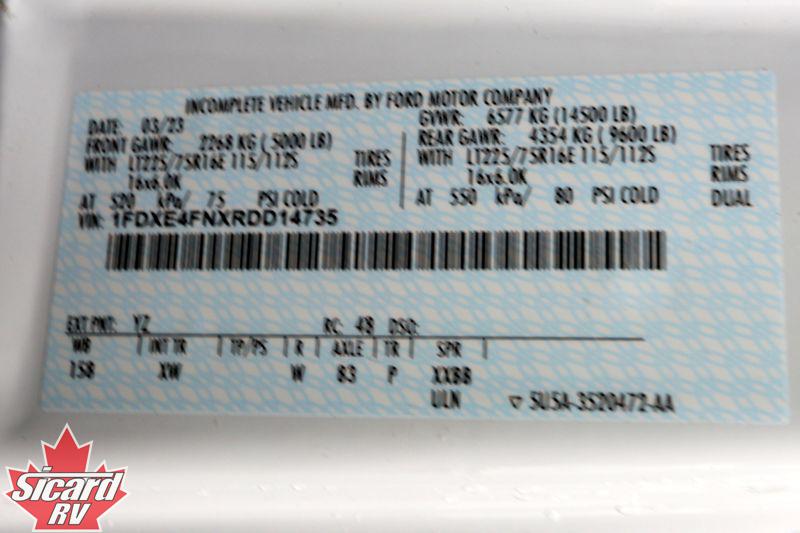 INCOMPLETE VEHICLE MFD. BY FORD MOTOR COMPANY
DATE: 03/23 GVWR: 6577 KG (14500 LB)
FRONT GAWR: 2268 KG ( 5000 LB) REAR GAWR: 4354 KG ( 9600 LB)
WITH LT225/75R16E 115/112S TIRES WITH LT225/75R16E 115/112S TIRES
16x6.0K RIMS 16x6.0K RIMS
AT 520 kPa/ 75 PSI COLD AT 550 kPa/ 80 PSI COLD DUAL
VIN: 1FDXE4FNXRDD14735
EXT PNT: YZ RC: 48 DSO:
WB INT TR TP/PS R AXLE TR SPR
158 XW W 83 P XXBB
ULN ▽ 5U5A-3520472-AA
Sicard
RV